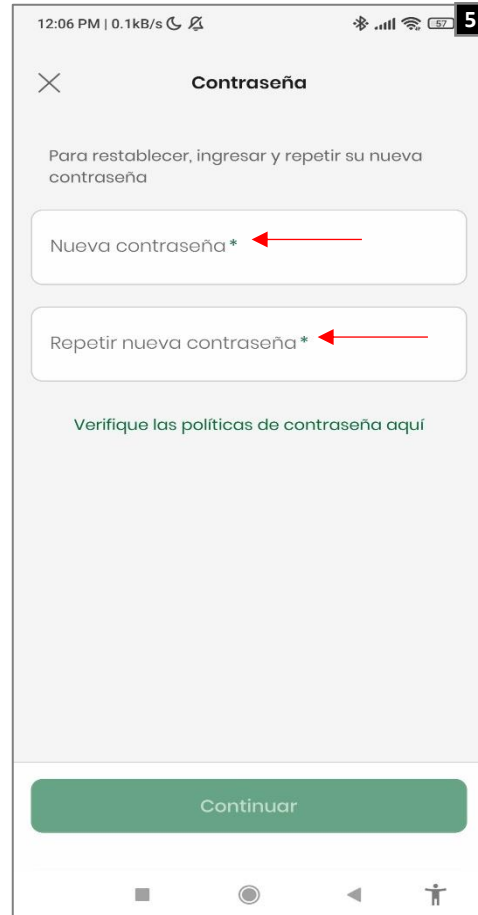 12:06 PM | 0.1kB/s
57
5
Contraseña
Para restablecer, ingresar y repetir su nueva
contraseña
Nueva contraseña*
Repetir nueva contraseña*
Verifique las políticas de contraseña aquí
Continuar